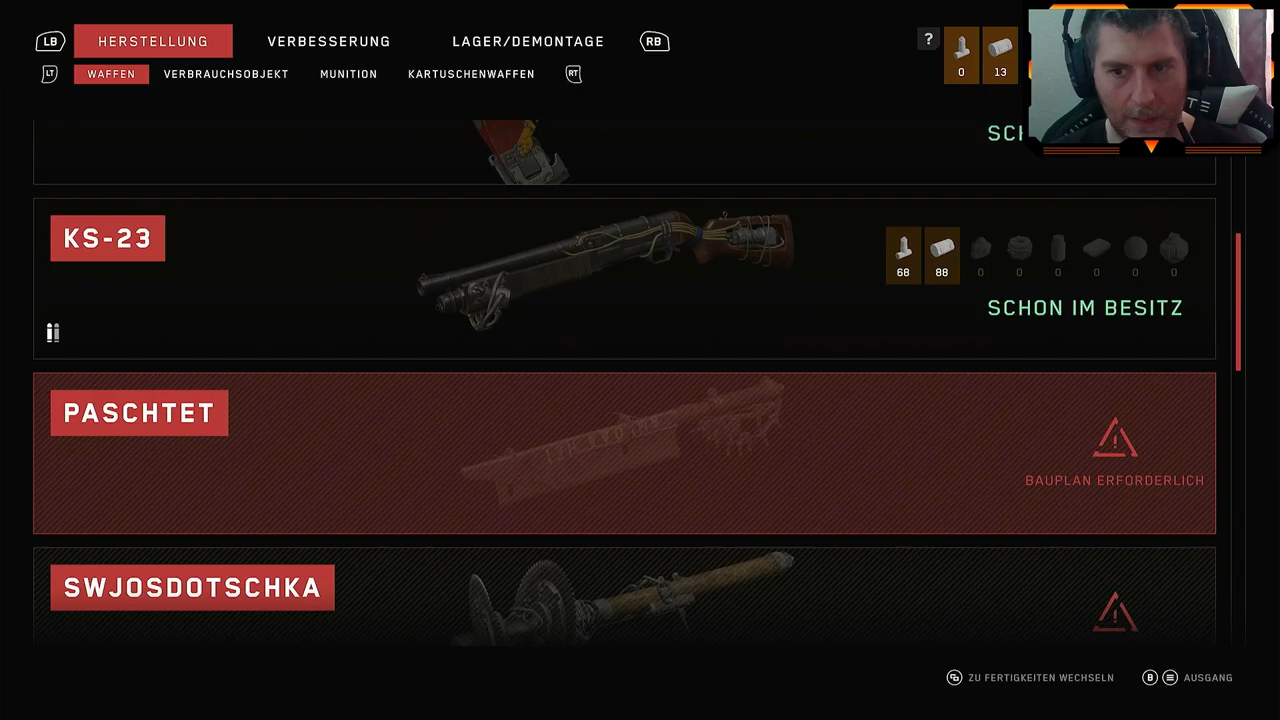 LB HERSTELLUNG VERBESSERUNG LAGER/DEMONTAGE RB
LT WAFFEN VERBRAUCHSOBJEKT MUNITION KARTUSCHENWAFFEN RT
?
0 13
SCH
KS-23
68 88 0 0 0 0 0 0
SCHON IM BESITZ
PASCHTET
BAUPLAN ERFORDERLICH
SWJOSDOTSCHKA
ZU FERTIGKEITEN WECHSELN B AUSGANG